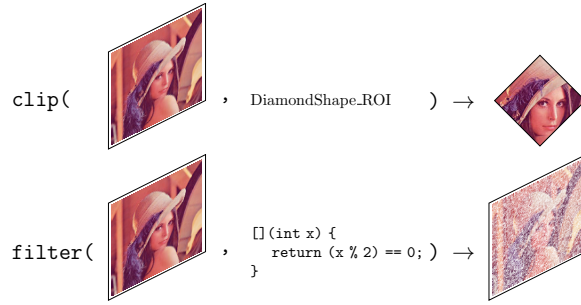 clip( , DiamondShape_ROI ) →
filter( , [](int x) { return (x % 2) == 0; } ) →